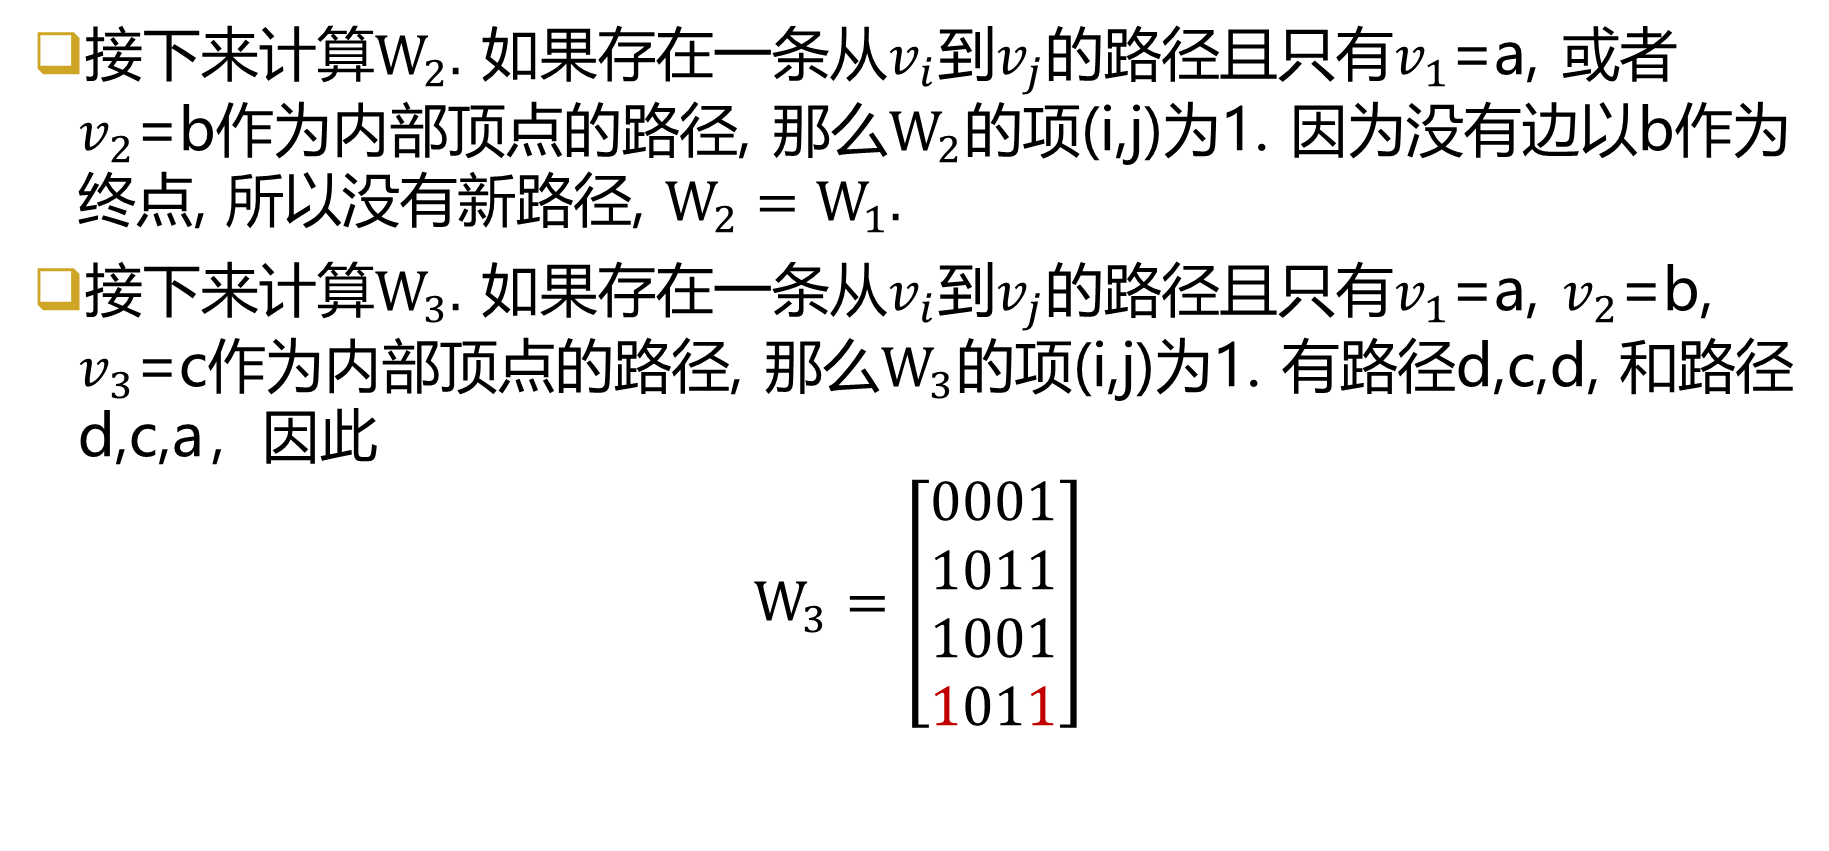 接下来计算W₂. 如果存在一条从vᵢ到vⱼ的路径且只有v₁=a, 或者
v₂=b作为内部顶点的路径, 那么W₂的项(i,j)为1. 因为没有边以b作为
终点, 所以没有新路径, W₂ = W₁.
接下来计算W₃. 如果存在一条从vᵢ到vⱼ的路径且只有v₁=a, v₂=b,
v₃=c作为内部顶点的路径, 那么W₃的项(i,j)为1. 有路径d,c,d, 和路径
d,c,a，因此
W₃ =
0001
1011
1001
1011